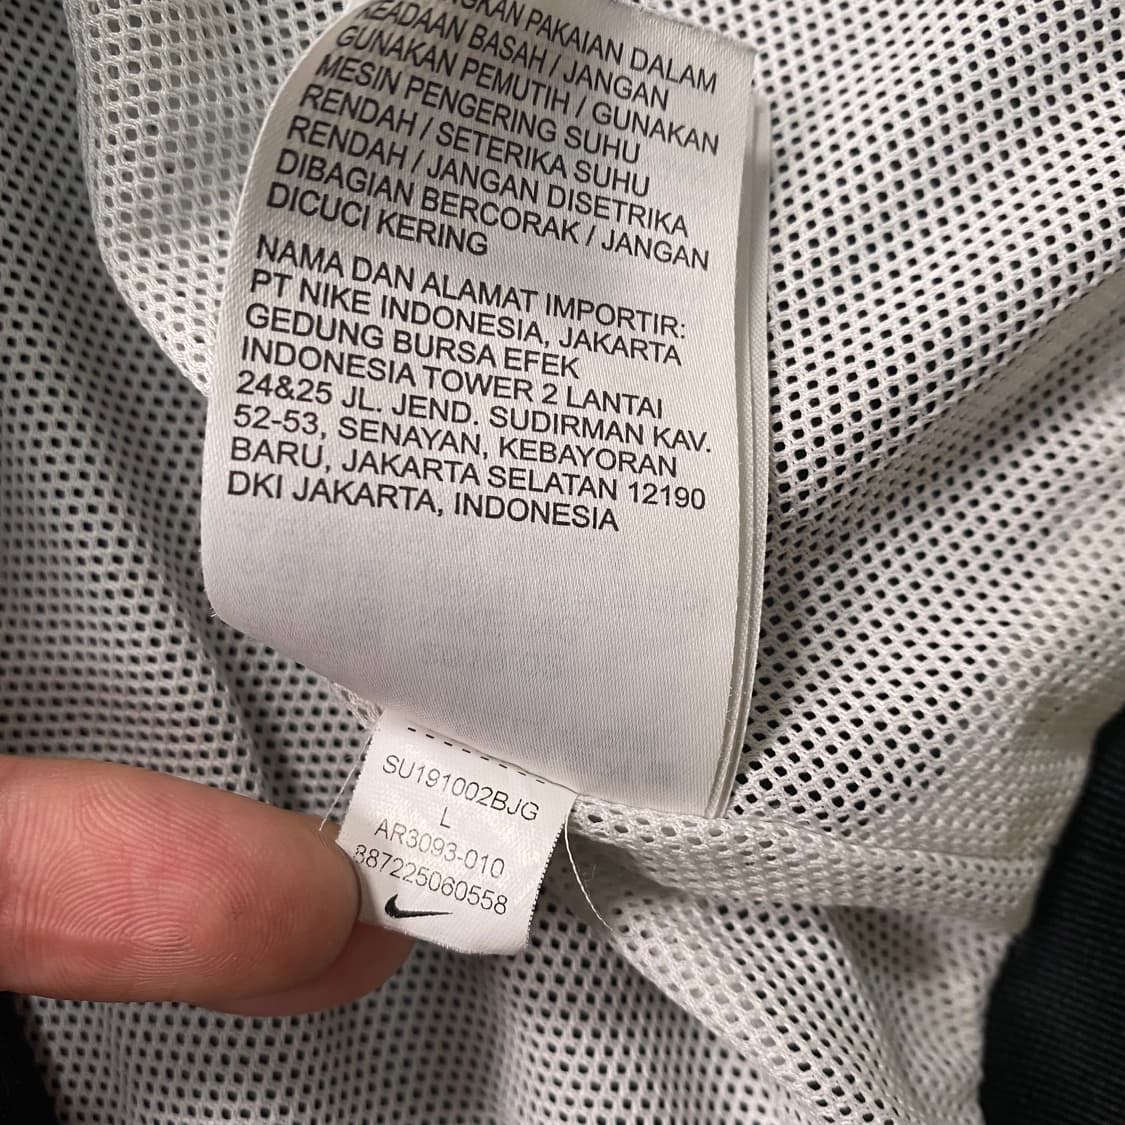 PAKAIAN DALAM
KEADAAN BASAH / JANGAN
GUNAKAN PEMUTIH / GUNAKAN
MESIN PENGERING SUHU
RENDAH / SETERIKA SUHU
RENDAH / JANGAN DISETRIKA
DIBAGIAN BERCORAK / JANGAN
DICUCI KERING
NAMA DAN ALAMAT IMPORTIR:
PT NIKE INDONESIA, JAKARTA
GEDUNG BURSA EFEK
INDONESIA TOWER 2 LANTAI
24&25 JL. JEND. SUDIRMAN KAV.
52-53, SENAYAN, KEBAYORAN
BARU, JAKARTA SELATAN 12190
DKI JAKARTA, INDONESIA
SU191002BJG
L
AR3093-010
887225060558